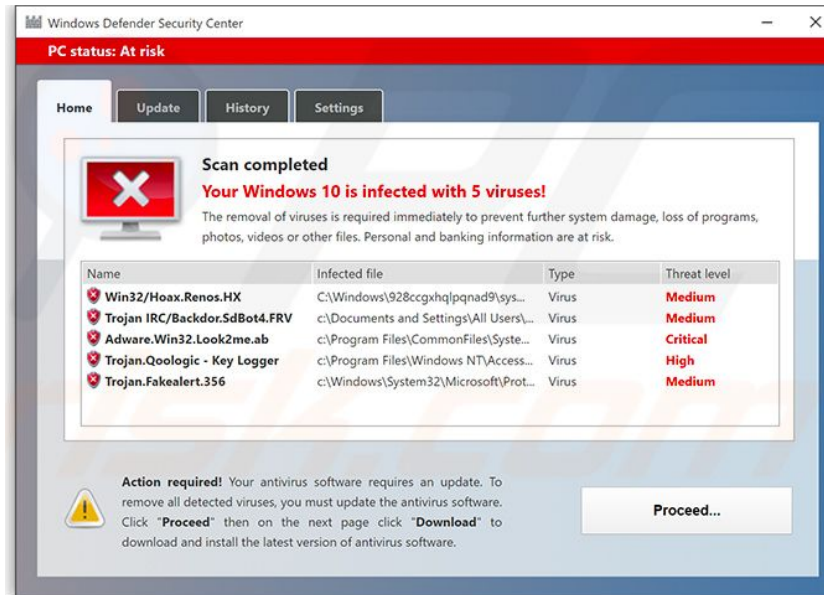 Windows Defender Security Center
PC status: At risk
Home Update History Settings
Scan completed
Your Windows 10 is infected with 5 viruses!
The removal of viruses is required immediately to prevent further system damage, loss of programs,
photos, videos or other files. Personal and banking information are at risk.
Name Infected file Type Threat level
Win32/Hoax.Renos.HX C:\Windows\928ccgxhqlpqnad9\sys... Virus Medium
Trojan IRC/Backdor.SdBot4.FRV c:\Documents and Settings\All Users\... Virus Medium
Adware.Win32.Look2me.ab c:\Program Files\CommonFiles\Syste... Virus Critical
Trojan.Qoologic - Key Logger c:\Program Files\Windows NT\Access... Virus High
Trojan.Fakealert.356 c:\Windows\System32\Microsoft\Prot... Virus Medium
Action required! Your antivirus software requires an update. To
remove all detected viruses, you must update the antivirus software.
Click "Proceed" then on the next page click "Download" to
download and install the latest version of antivirus software.
Proceed...